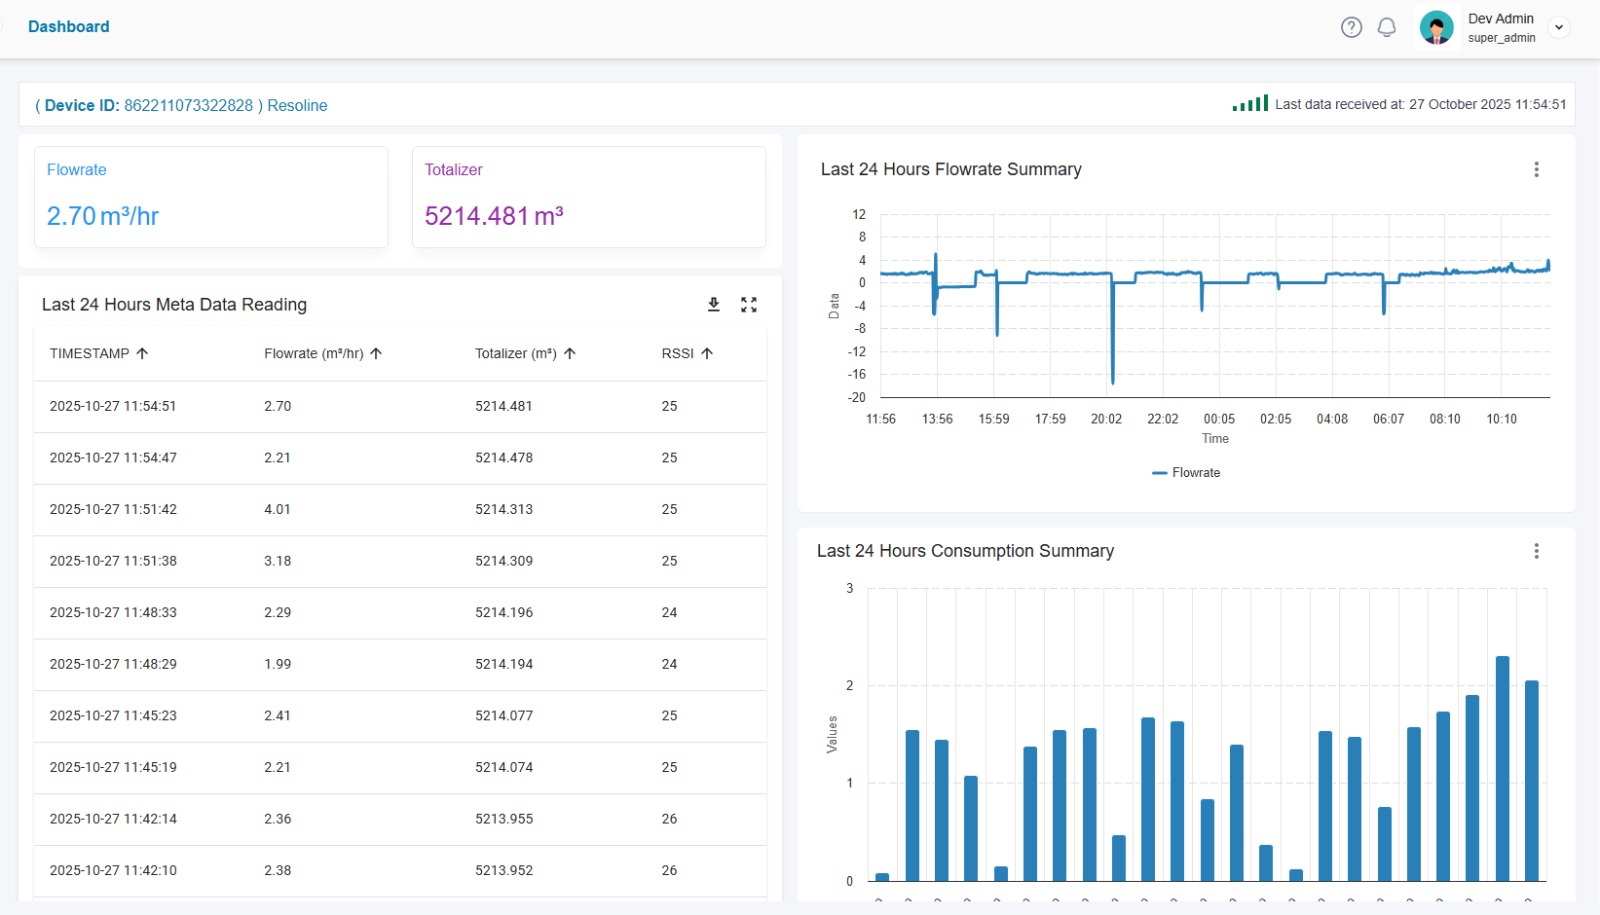 Dashboard
Dev Admin
super_admin
( Device ID: 862211073322828 ) Resoline
Last data received at: 27 October 2025 11:54:51
Flowrate
2.70 m³/hr
Totalizer
5214.481 m³
Last 24 Hours Meta Data Reading
TIMESTAMP Flowrate (m³/hr) Totalizer (m³) RSSI
2025-10-27 11:54:51 2.70 5214.481 25
2025-10-27 11:54:47 2.21 5214.478 25
2025-10-27 11:51:42 4.01 5214.313 25
2025-10-27 11:51:38 3.18 5214.309 25
2025-10-27 11:48:33 2.29 5214.196 24
2025-10-27 11:48:29 1.99 5214.194 24
2025-10-27 11:45:23 2.41 5214.077 25
2025-10-27 11:45:19 2.21 5214.074 25
2025-10-27 11:42:14 2.36 5213.955 26
2025-10-27 11:42:10 2.38 5213.952 26
Last 24 Hours Flowrate Summary
12
8
4
0
-4
-8
-12
-16
-20
Data
11:56 13:56 15:59 17:59 20:02 22:02 00:05 02:05 04:08 06:07 08:10 10:10
Time
Flowrate
Last 24 Hours Consumption Summary
3
2
1
0
Values